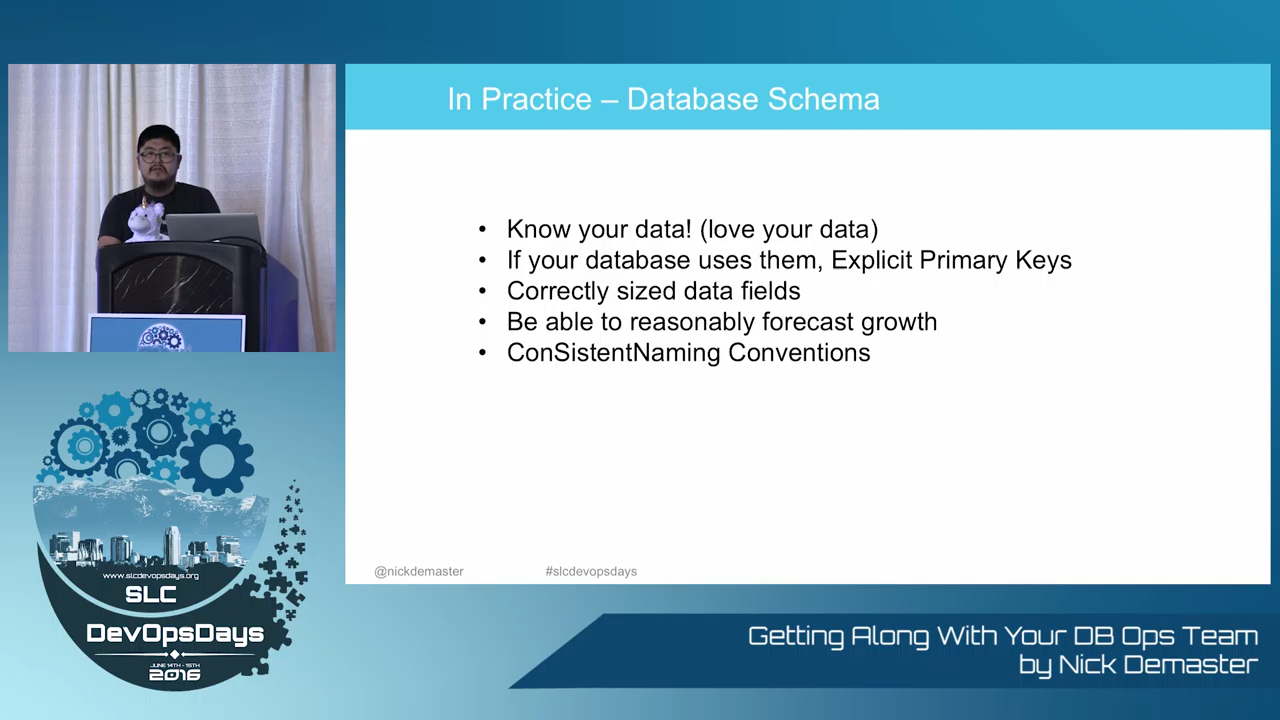 In Practice – Database Schema
• Know your data! (love your data)
• If your database uses them, Explicit Primary Keys
• Correctly sized data fields
• Be able to reasonably forecast growth
• ConSistentNaming Conventions
@nickdemaster #slcdevopsdays
www.slcdevopsdays.org
SLC
DevOpsDays
JUNE 14TH - 15TH
2016
Getting Along With Your DB Ops Team
by Nick Demaster